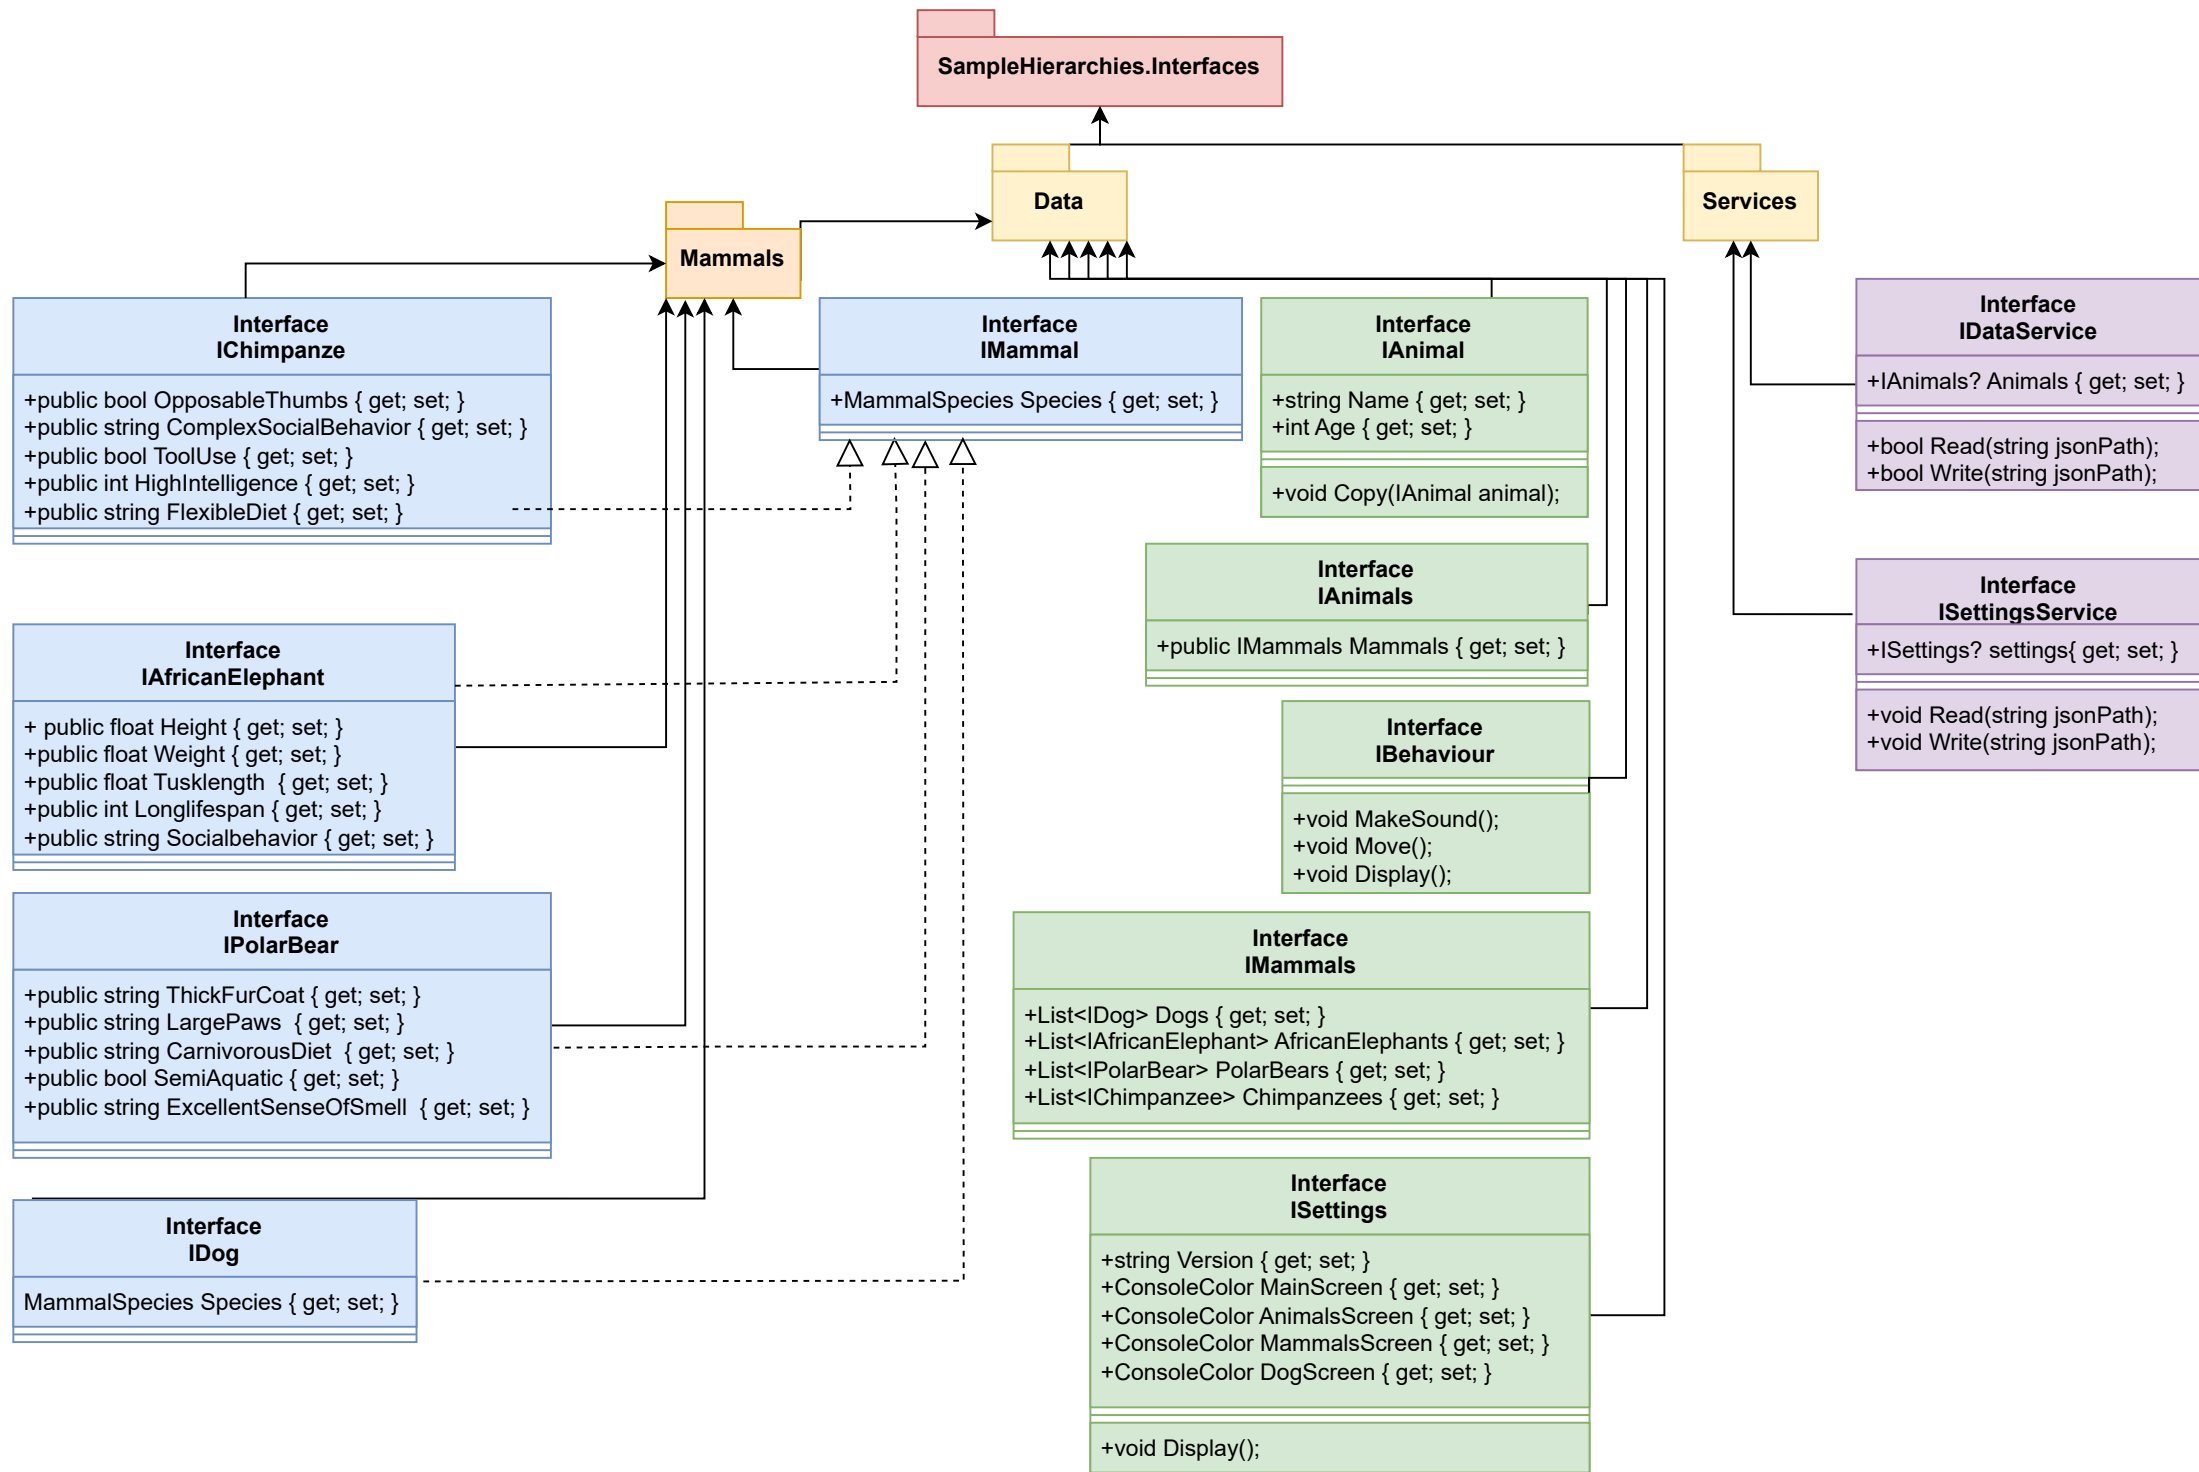 SampleHierarchies.Interfaces
Data
Services
Mammals
Interface
IChimpanze
+public bool OpposableThumbs { get; set; }
+public string ComplexSocialBehavior { get; set; }
+public bool ToolUse { get; set; }
+public int HighIntelligence { get; set; }
+public string FlexibleDiet { get; set; }
Interface
IAfricanElephant
+ public float Height { get; set; }
+public float Weight { get; set; }
+public float Tusklength  { get; set; }
+public int Longlifespan { get; set; }
+public string Socialbehavior { get; set; }
Interface
IPolarBear
+public string ThickFurCoat { get; set; }
+public string LargePaws  { get; set; }
+public string CarnivorousDiet  { get; set; }
+public bool SemiAquatic { get; set; }
+public string ExcellentSenseOfSmell  { get; set; }
Interface
IDog
MammalSpecies Species { get; set; }
Interface
IMammal
+MammalSpecies Species { get; set; }
Interface
IAnimal
+string Name { get; set; }
+int Age { get; set; }
+void Copy(IAnimal animal);
Interface
IAnimals
+public IMammals Mammals { get; set; }
Interface
IBehaviour
+void MakeSound();
+void Move();
+void Display();
Interface
IMammals
+List<IDog> Dogs { get; set; }
+List<IAfricanElephant> AfricanElephants { get; set; }
+List<IPolarBear> PolarBears { get; set; }
+List<IChimpanzee> Chimpanzees { get; set; }
Interface
ISettings
+string Version { get; set; }
+ConsoleColor MainScreen { get; set; }
+ConsoleColor AnimalsScreen { get; set; }
+ConsoleColor MammalsScreen { get; set; }
+ConsoleColor DogScreen { get; set; }
+void Display();
Interface
IDataService
+IAnimals? Animals { get; set; }
+bool Read(string jsonPath);
+bool Write(string jsonPath);
Interface
ISettingsService
+ISettings? settings{ get; set; }
+void Read(string jsonPath);
+void Write(string jsonPath);